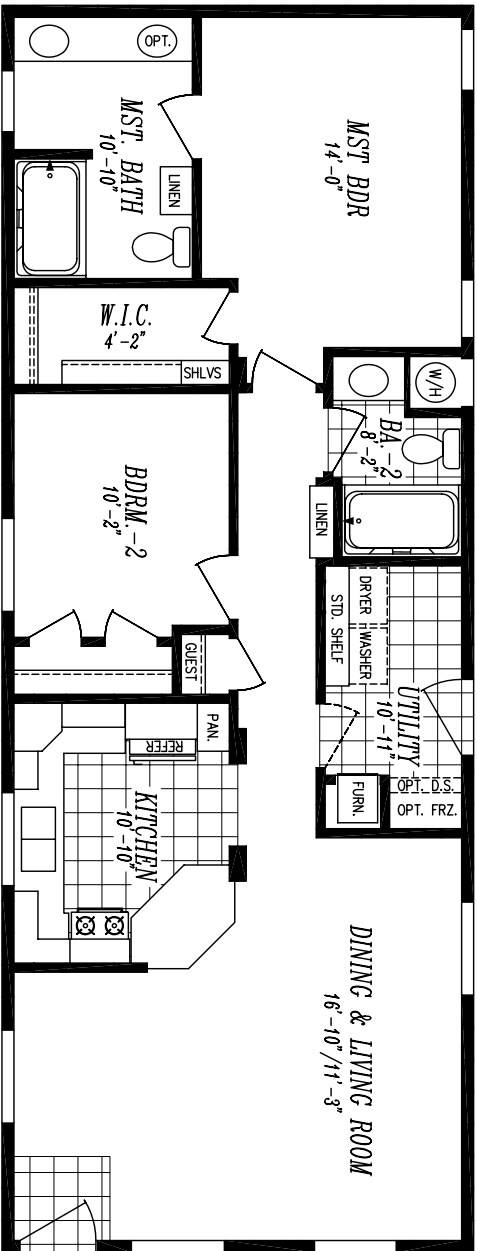 OPT.
MST. BATH
10'-10"
LINEN
MST BDR
14'-0"
W.I.C.
4'-2"
SHLVS
W/H
BA.-2
8'-2"
LINEN
BDRM.-2
10'-2"
GUEST
DRYER
WASHER
STD. SHELF
UTILITY
10'-11"
OPT. D.S.
OPT. FRZ.
FURN.
PAN.
REFER
KITCHEN
10'-10"
DINING & LIVING ROOM
16'-10"/11'-3"